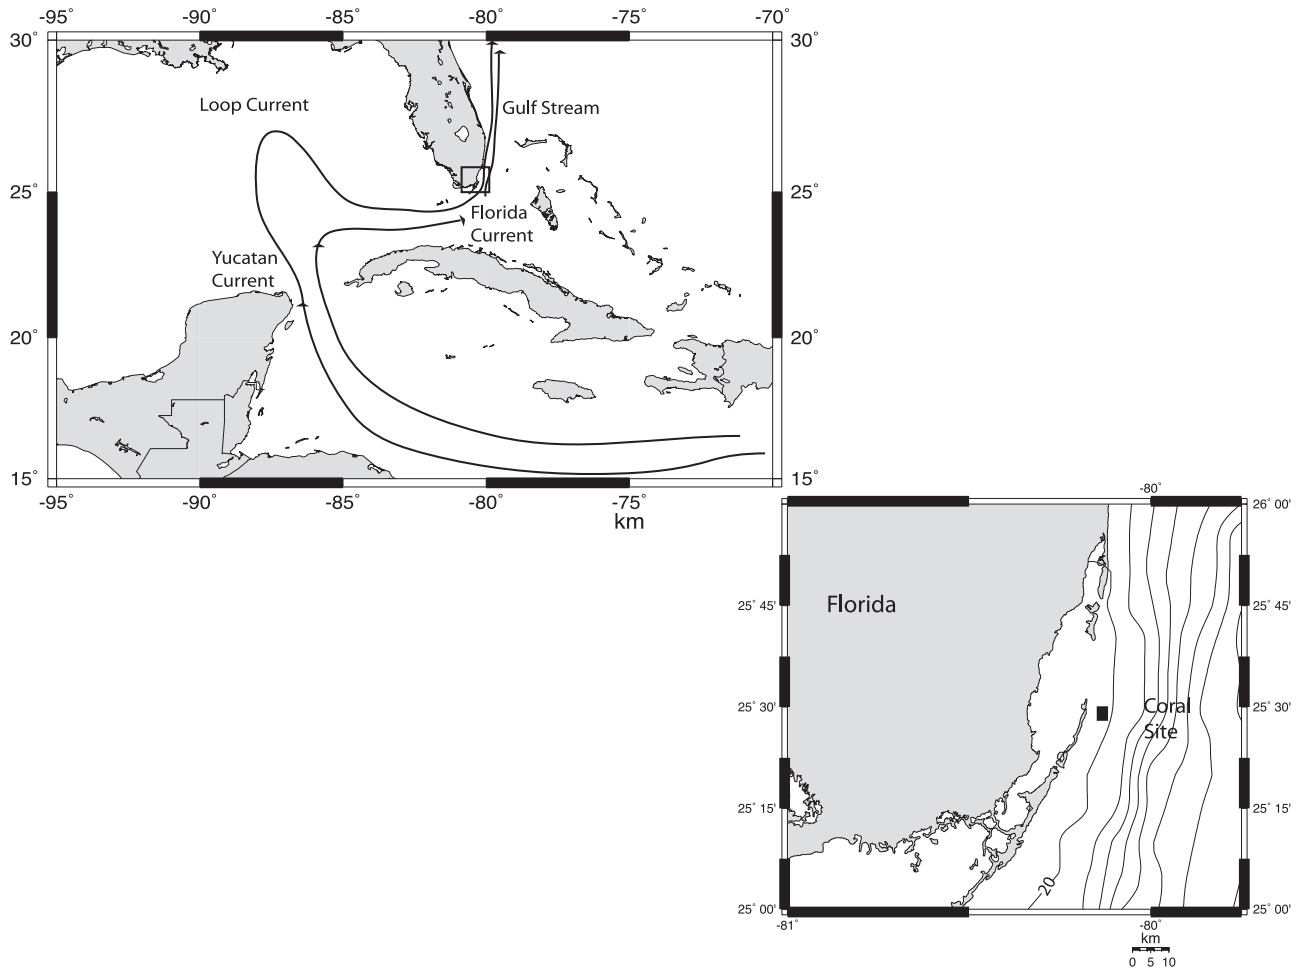 -95° -90° -85° -80° -75° -70°
30° 30°
Loop Current
Gulf Stream
25° 25°
Florida
Current
Yucatan
Current
20° 20°
15° 15°
-95° -90° -85° -80° -75°
km
-80°
26° 00'
Florida
25° 45' 25° 45'
25° 30' 25° 30'
Coral
Site
25° 15' 25° 15'
20
25° 00' 25° 00'
-81° -80°
km
0 5 10